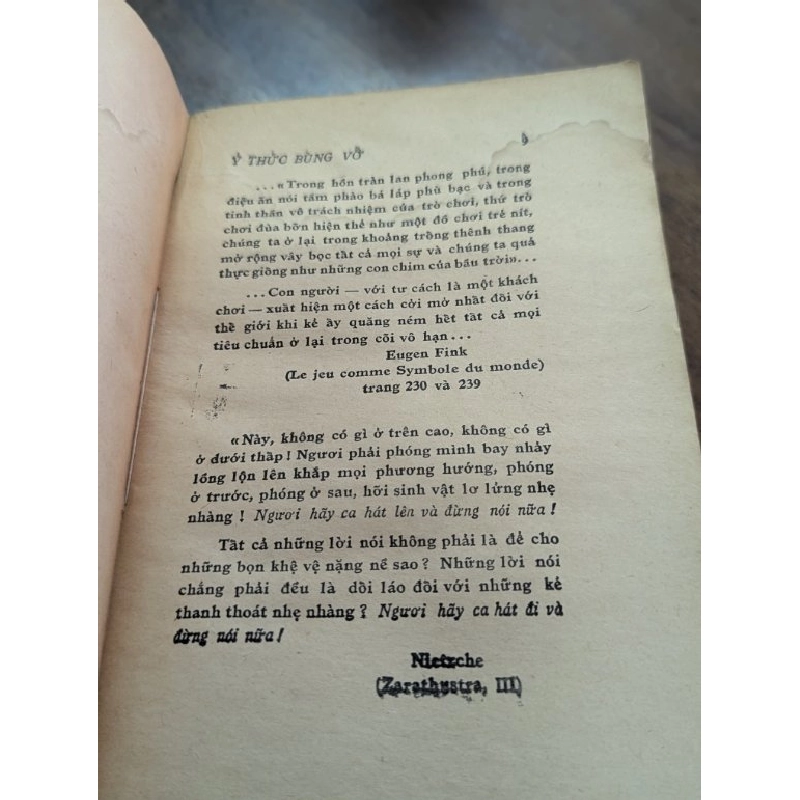 Ý THỨC BÙNG VỠ 9
...«Trong hồn trăn lan phong phú, trong
điệu ăn nói tầm phào bá láp phù bạc và trong
tinh thần vô trách nhiệm của trò chơi, thứ trò
chơi đùa bỡn hiện thể như một đồ chơi trẻ nít,
chúng ta ở lại trong khoảng trồng thênh thang
mở rộng vây bọc tất cả mọi sự và chúng ta quả
thực giồng như những con chim của bầu trời»...
...Con người — với tư cách là một khách
chơi — xuất hiện một cách cởi mở nhất đồi với
thề giới khi kẻ ấy quăng ném hết tất cả mọi
tiêu chuẩn ở lại trong cõi vô hạn...
Eugen Fink
(Le jeu comme Symbole du monde)
trang 230 và 239
«Này, không có gì ở trên cao, không có gì
ở dưới thấp! Ngươi phải phóng mình bay nhảy
lồng lộn lên khắp mọi phương hướng, phóng
ở trước, phóng ở sau, hỡi sinh vật lơ lửng nhẹ
nhàng! Ngươi hãy ca hát lên và đừng nói nữa!
Tất cả những lời nói không phải là để cho
những bọn khệ vệ nặng nề sao? Những lời nói
chẳng phải đều là dồi láo đồi với những kẻ
thanh thoát nhẹ nhàng? Ngươi hãy ca hát đi và
đừng nói nữa!
Nietzche
(Zarathustra, III)